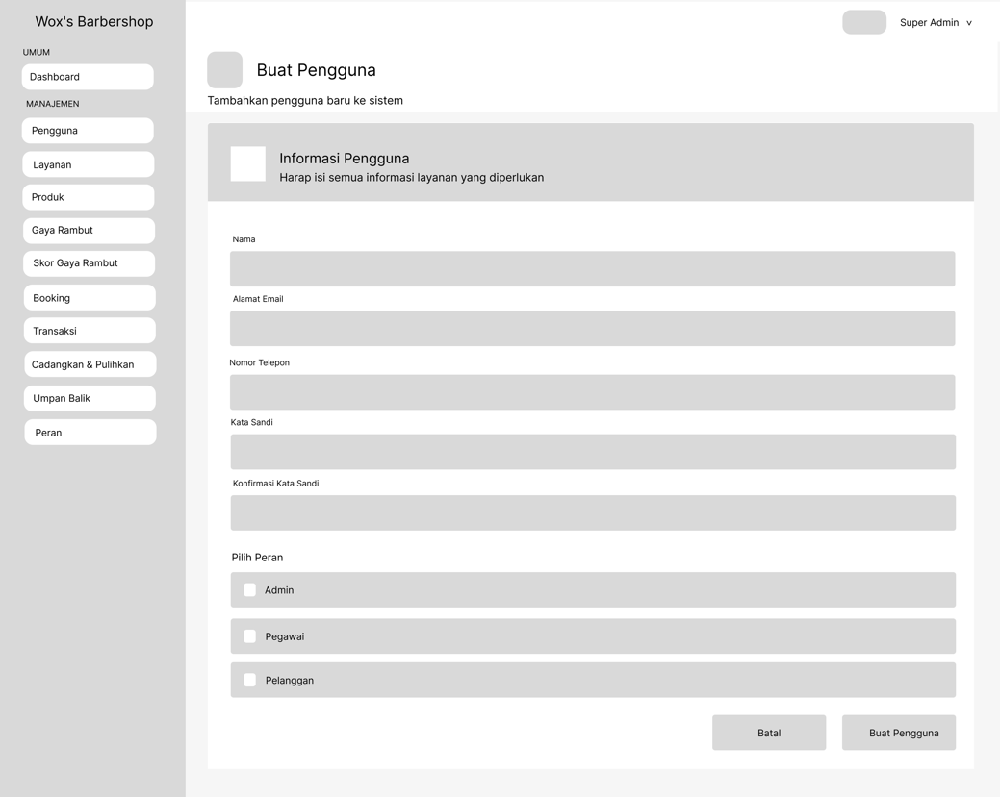 Wox's Barbershop
UMUM
Dashboard
MANAJEMEN
Pengguna
Layanan
Produk
Gaya Rambut
Skor Gaya Rambut
Booking
Transaksi
Cadangkan & Pulihkan
Umpan Balik
Peran
Super Admin v
Buat Pengguna
Tambahkan pengguna baru ke sistem
Informasi Pengguna
Harap isi semua informasi layanan yang diperlukan
Nama
Alamat Email
Nomor Telepon
Kata Sandi
Konfirmasi Kata Sandi
Pilih Peran
Admin
Pegawai
Pelanggan
Batal
Buat Pengguna